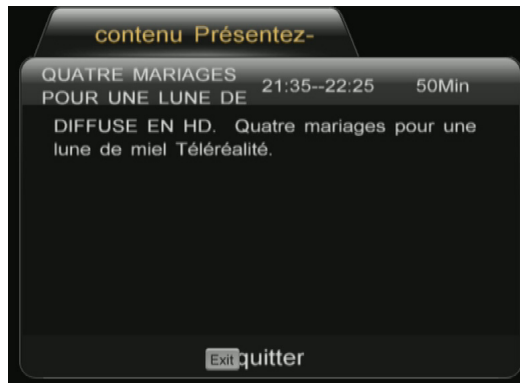 contenu Présentez-
QUATRE MARIAGES
POUR UNE LUNE DE
21:35--22:25 50Min
DIFFUSE EN HD. Quatre mariages pour une
lune de miel Téléréalité.
Exit quitter